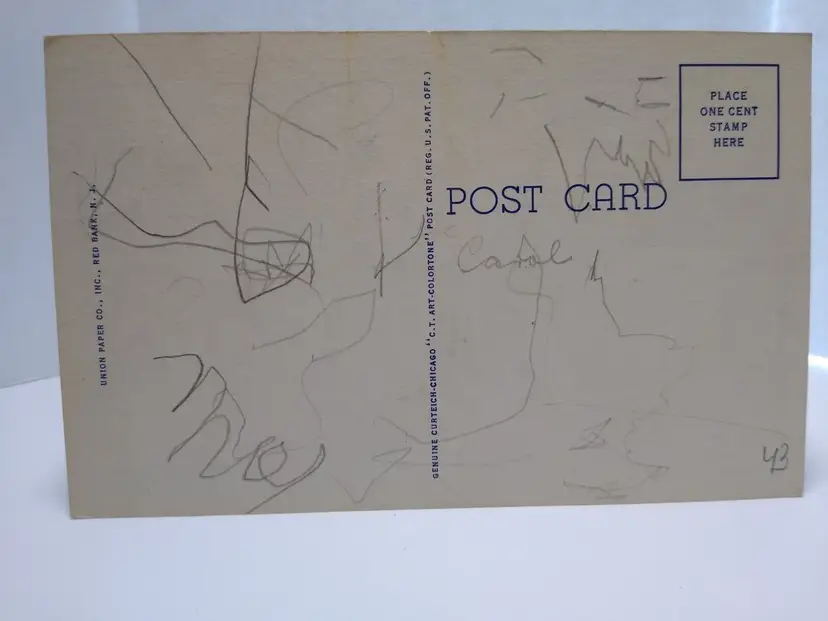 UNION PAPER CO., INC., RED BANK, N. J.
GENUINE CURTEICH-CHICAGO "C.T. ART-COLORTONE" POST CARD (REG. U.S. PAT. OFF.)
PLACE
ONE CENT
STAMP
HERE
POST CARD
Carol
43